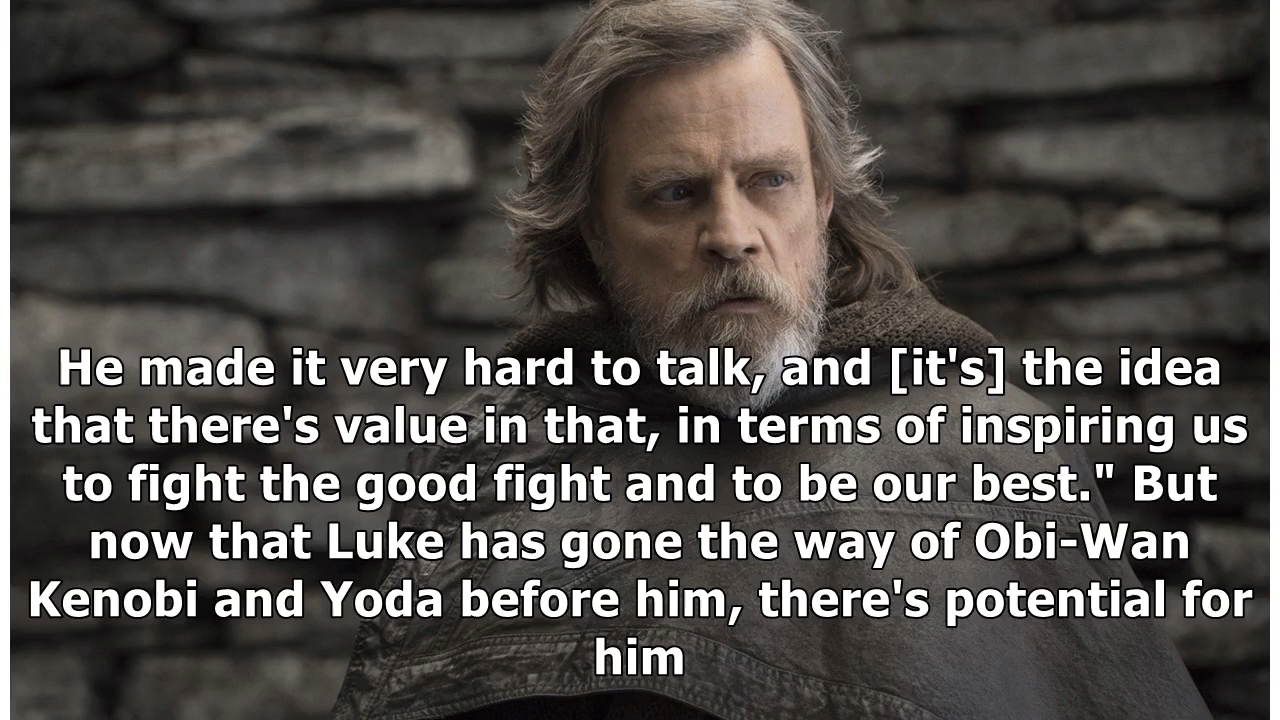 He made it very hard to talk, and [it's] the idea
that there's value in that, in terms of inspiring us
to fight the good fight and to be our best." But
now that Luke has gone the way of Obi-Wan
Kenobi and Yoda before him, there's potential for
him